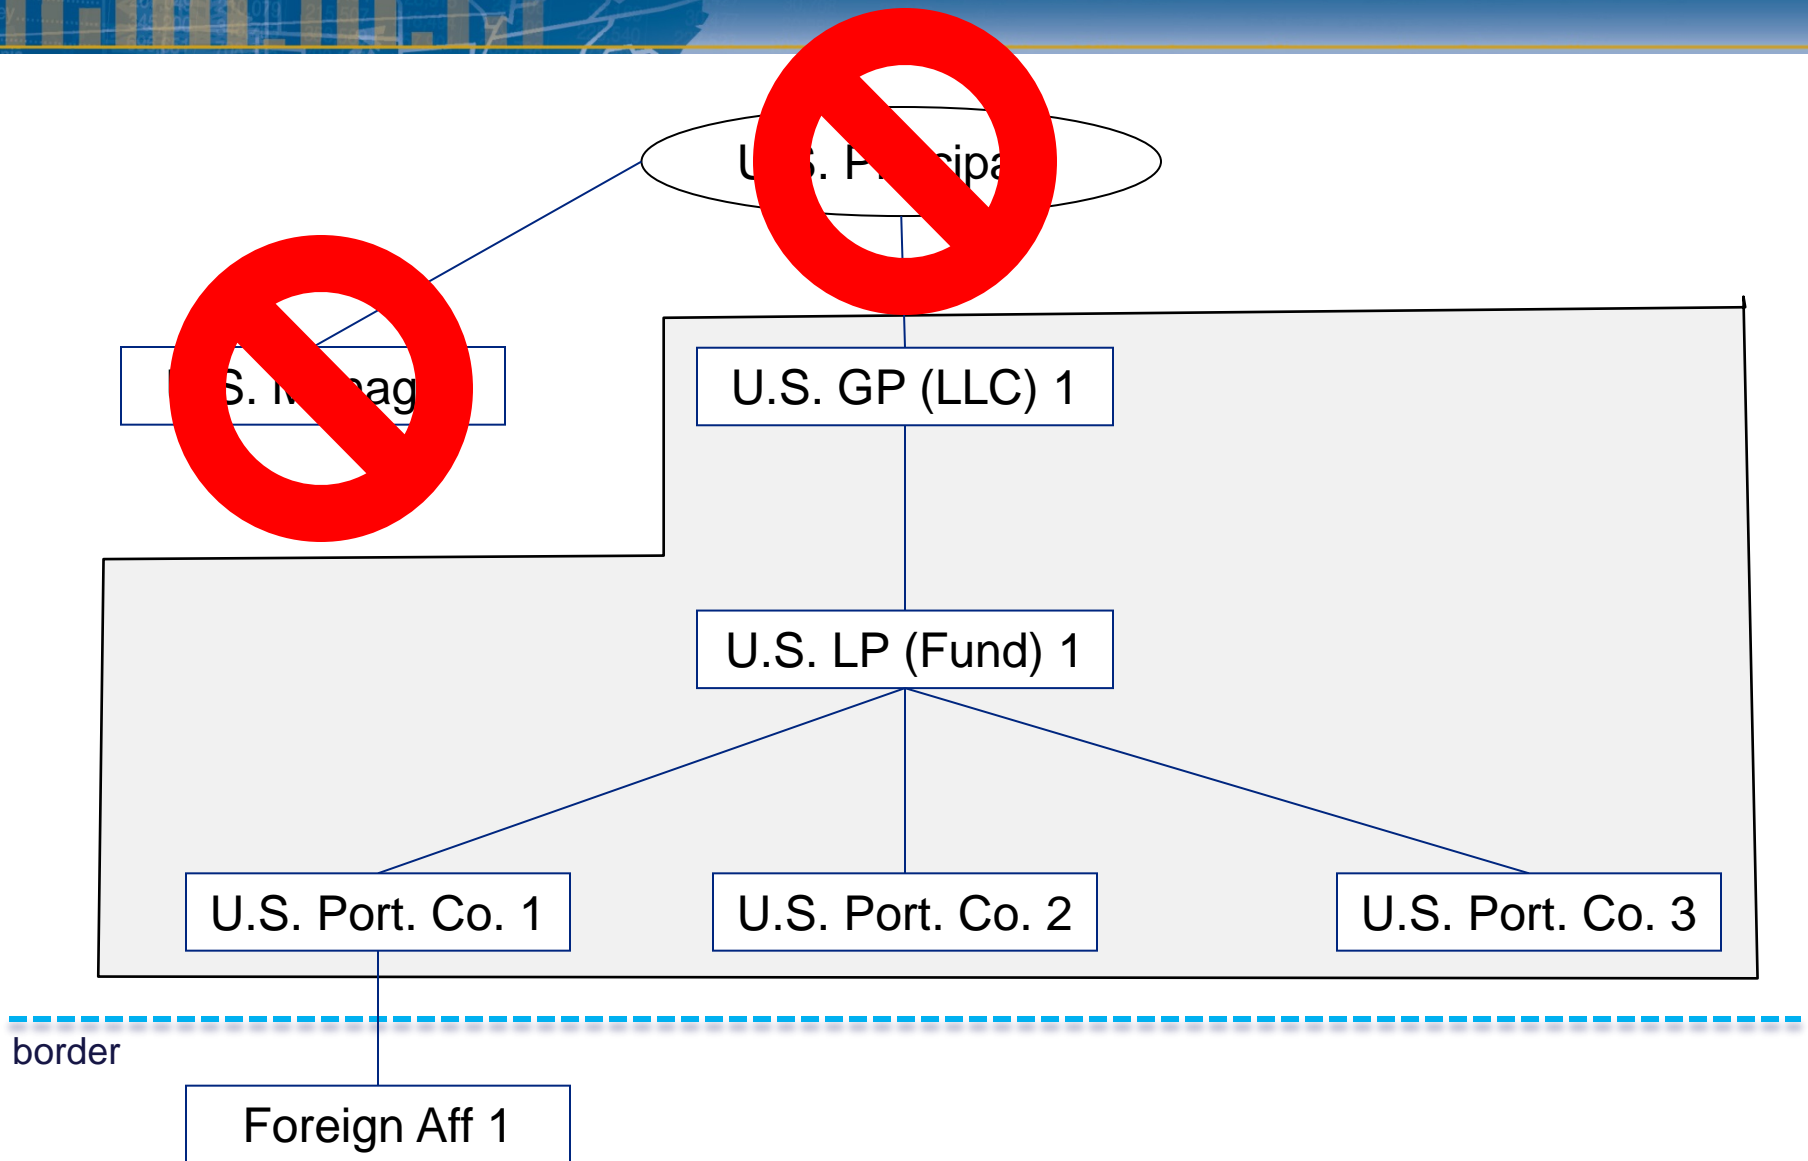 U.S.
U.S. GP (LLC) 1
U.S. LP (Fund) 1
U.S. Port. Co. 1
U.S. Port. Co. 2
U.S. Port. Co. 3
border
Foreign Aff 1